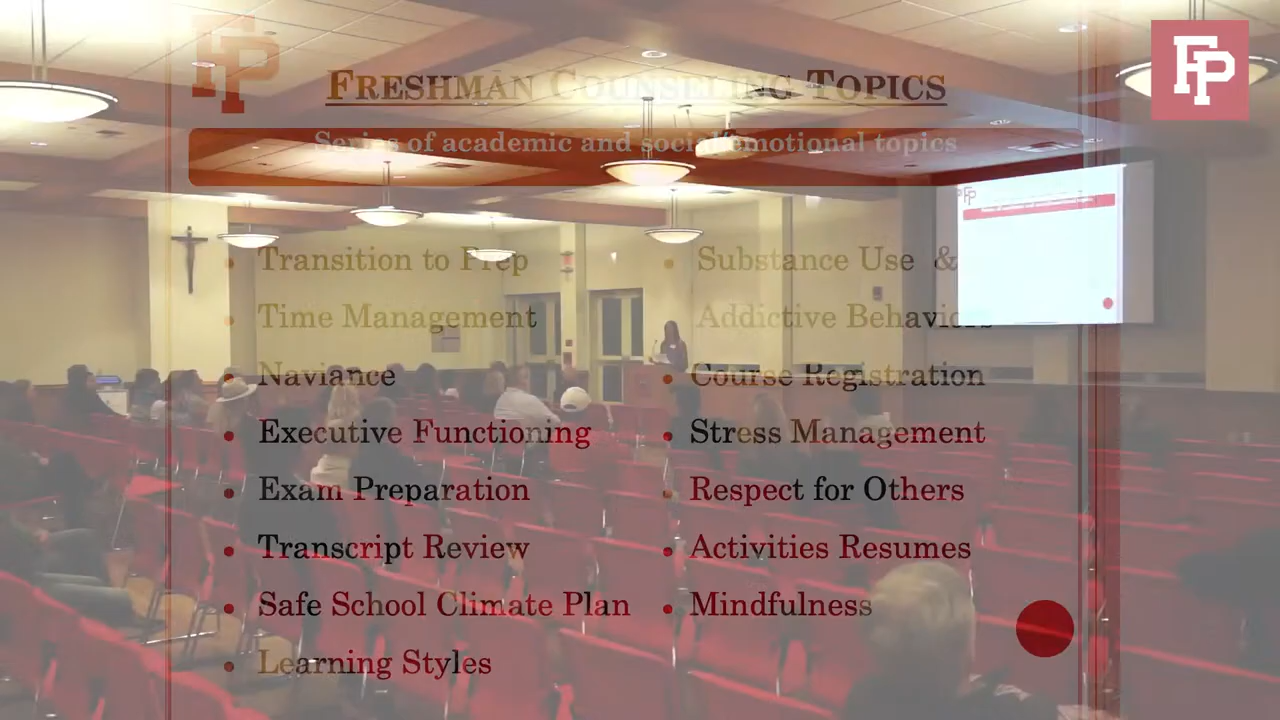 FP
FP
FRESHMAN COUNSELING TOPICS
Series of academic and social/emotional topics
• Transition to Prep
• Time Management
• Naviance
• Executive Functioning
• Exam Preparation
• Transcript Review
• Safe School Climate Plan
• Learning Styles
• Substance Use &
Addictive Behaviors
• Course Registration
• Stress Management
• Respect for Others
• Activities Resumes
• Mindfulness
FP